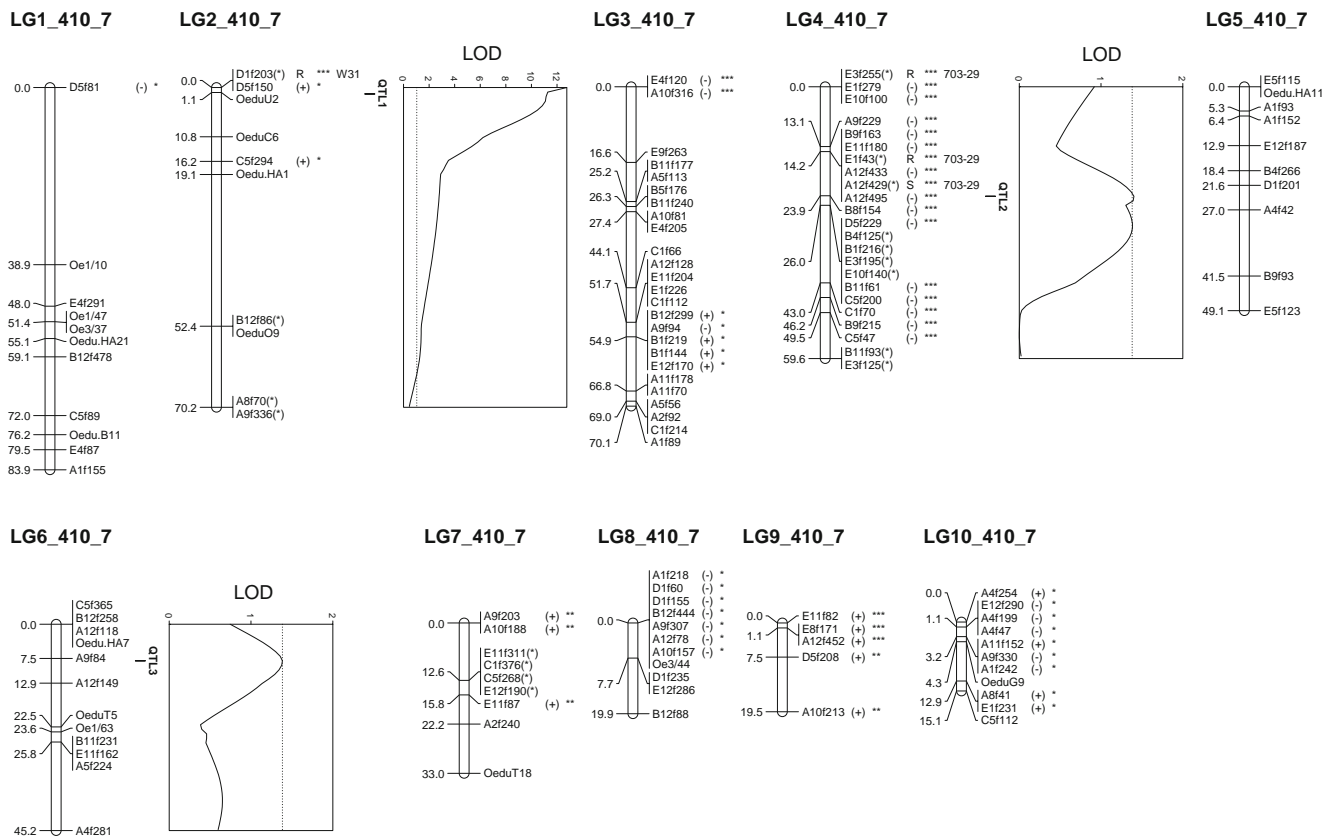 LG1_410_7
0.0 D5f81 (-) *
38.9 Oe1/10
48.0 E4f291
Oe1/47
51.4 Oe3/37
55.1 Oedu.HA21
59.1 B12f478
72.0 C5f89
76.2 Oedu.B11
79.5 E4f87
83.9 A1f155
LG2_410_7
D1f203(*) R *** W31
0.0 D5f150 (+) *
1.1 OeduU2
10.8 OeduC6
16.2 C5f294 (+) *
19.1 Oedu.HA1
B12f86(*)
52.4 OeduO9
70.2 A8f70(*)
A9f336(*)
LOD
0 2 4 6 8 10 12
QTL1
LG3_410_7
E4f120 (-) ***
0.0 A10f316 (-) ***
16.6 E9f263
B11f177
25.2 A5f113
B5f176
26.3 B11f240
A10f81
27.4 E4f205
44.1 C1f66
A12f128
E11f204
51.7 E1f226
C1f112
B12f299 (+) *
A9f94 (-) *
54.9 B1f219 (+) *
B1f144 (+) *
E12f170 (+) *
A11f178
66.8 A11f70
A5f56
69.0 A2f92
C1f214
70.1 A1f89
LG4_410_7
E3f255(*) R *** 703-29
0.0 E1f279 (-) ***
E10f100 (-) ***
13.1 A9f229 (-) ***
B9f163 (-) ***
E11f180 (-) ***
14.2 E1f43(*) R *** 703-29
A12f433 (-) ***
A12f429(*) S *** 703-29
A12f495 (-) ***
23.9 B8f154 (-) ***
D5f229 (-) ***
B4f125(*)
B1f216(*)
26.0 E3f195(*)
E10f140(*)
B11f61 (-) ***
C5f200 (-) ***
43.0 C1f70 (-) ***
46.2 B9f215 (-) ***
49.5 C5f47 (-) ***
59.6 B11f93(*)
E3f125(*)
LOD
0 1 2
QTL2
LG5_410_7
E5f115
0.0 Oedu.HA11
5.3 A1f93
6.4 A1f152
12.9 E12f187
18.4 B4f266
21.6 D1f201
27.0 A4f42
41.5 B9f93
49.1 E5f123
LG6_410_7
C5f365
B12f258
0.0 A12f118
Oedu.HA7
7.5 A9f84
12.9 A12f149
22.5 OeduT5
23.6 Oe1/63
B11f231
25.8 E11f162
A5f224
45.2 A4f281
LOD
0 1 2
QTL3
LG7_410_7
A9f203 (+) **
0.0 A10f188 (+) **
E11f311(*)
12.6 C1f376(*)
C5f268(*)
E12f190(*)
15.8 E11f87 (+) **
22.2 A2f240
33.0 OeduT18
LG8_410_7
A1f218 (-) *
D1f60 (-) *
D1f155 (-) *
B12f444 (-) *
0.0 A9f307 (-) *
A12f78 (-) *
A10f157 (-) *
Oe3/44
D1f235
7.7 E12f286
19.9 B12f88
LG9_410_7
0.0 E11f82 (+) ***
E8f171 (+) ***
1.1 A12f452 (+) ***
7.5 D5f208 (+) **
19.5 A10f213 (+) **
LG10_410_7
0.0 A4f254 (+) *
E12f290 (-) *
1.1 A4f199 (-) *
A4f47 (-) *
A11f152 (+) *
3.2 A9f330 (-) *
A1f242 (-) *
4.3 OeduG9
12.9 A8f41 (+) *
E1f231 (+) *
15.1 C5f112